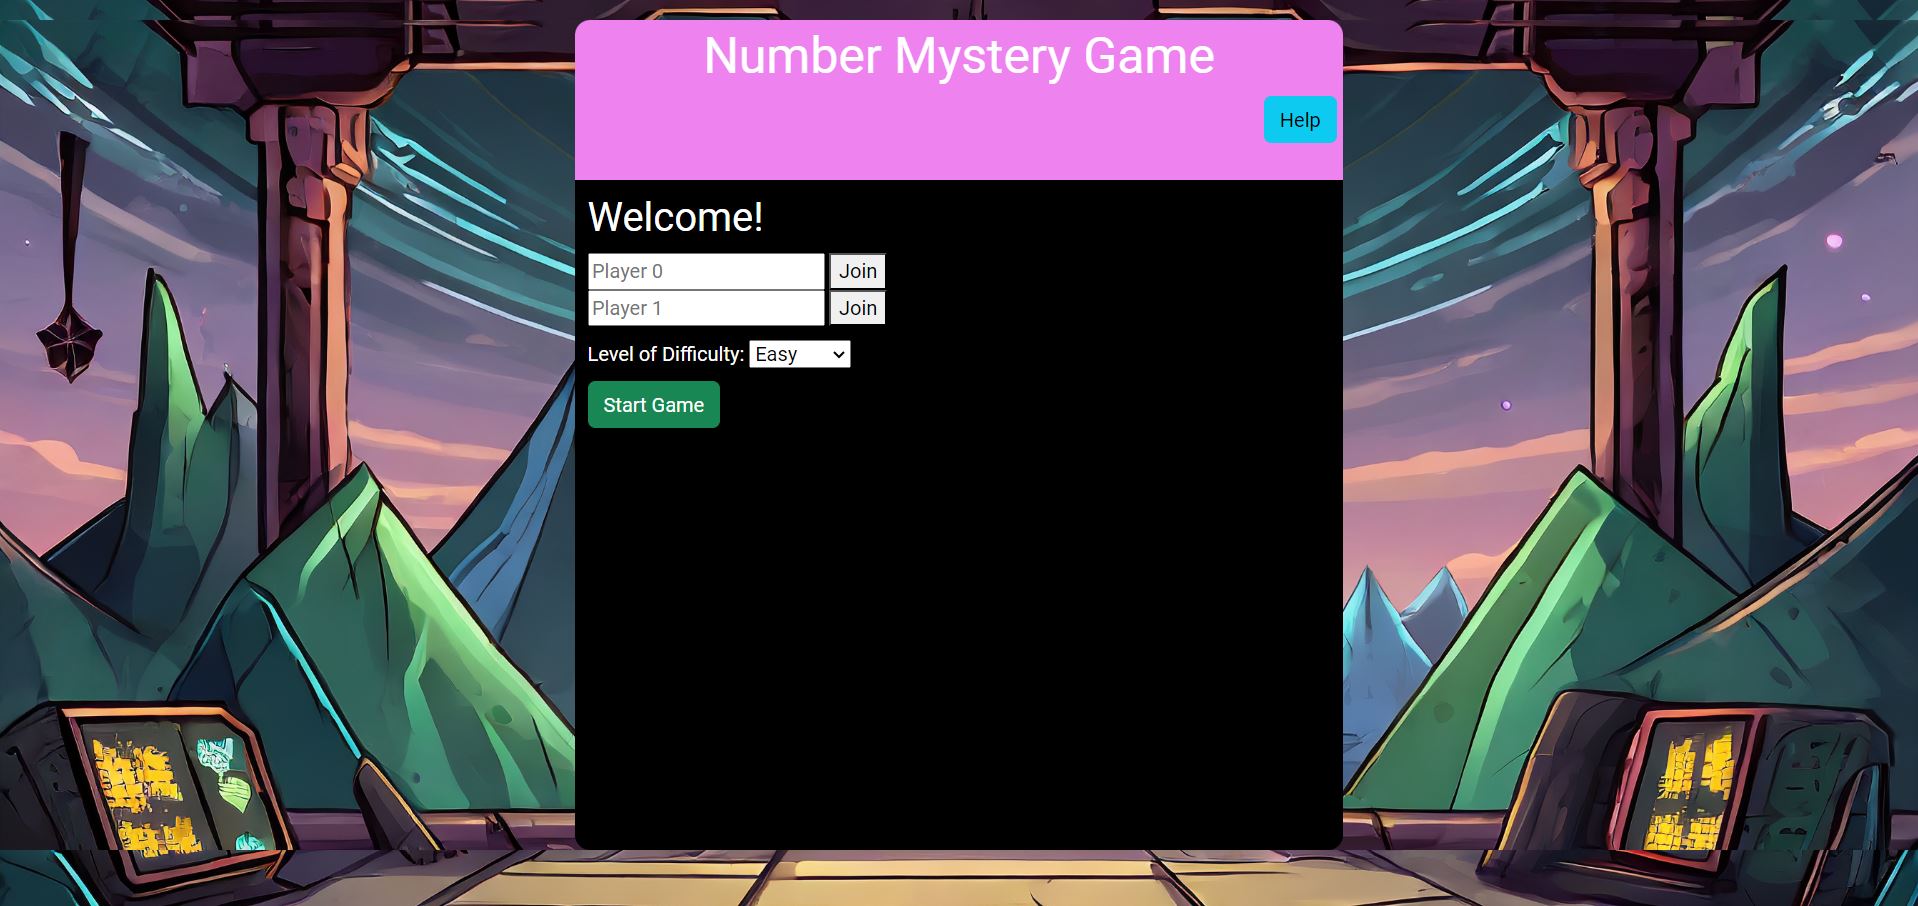 Number Mystery Game
Help
Welcome!
Player 0 Join
Player 1 Join
Level of Difficulty: Easy
Start Game